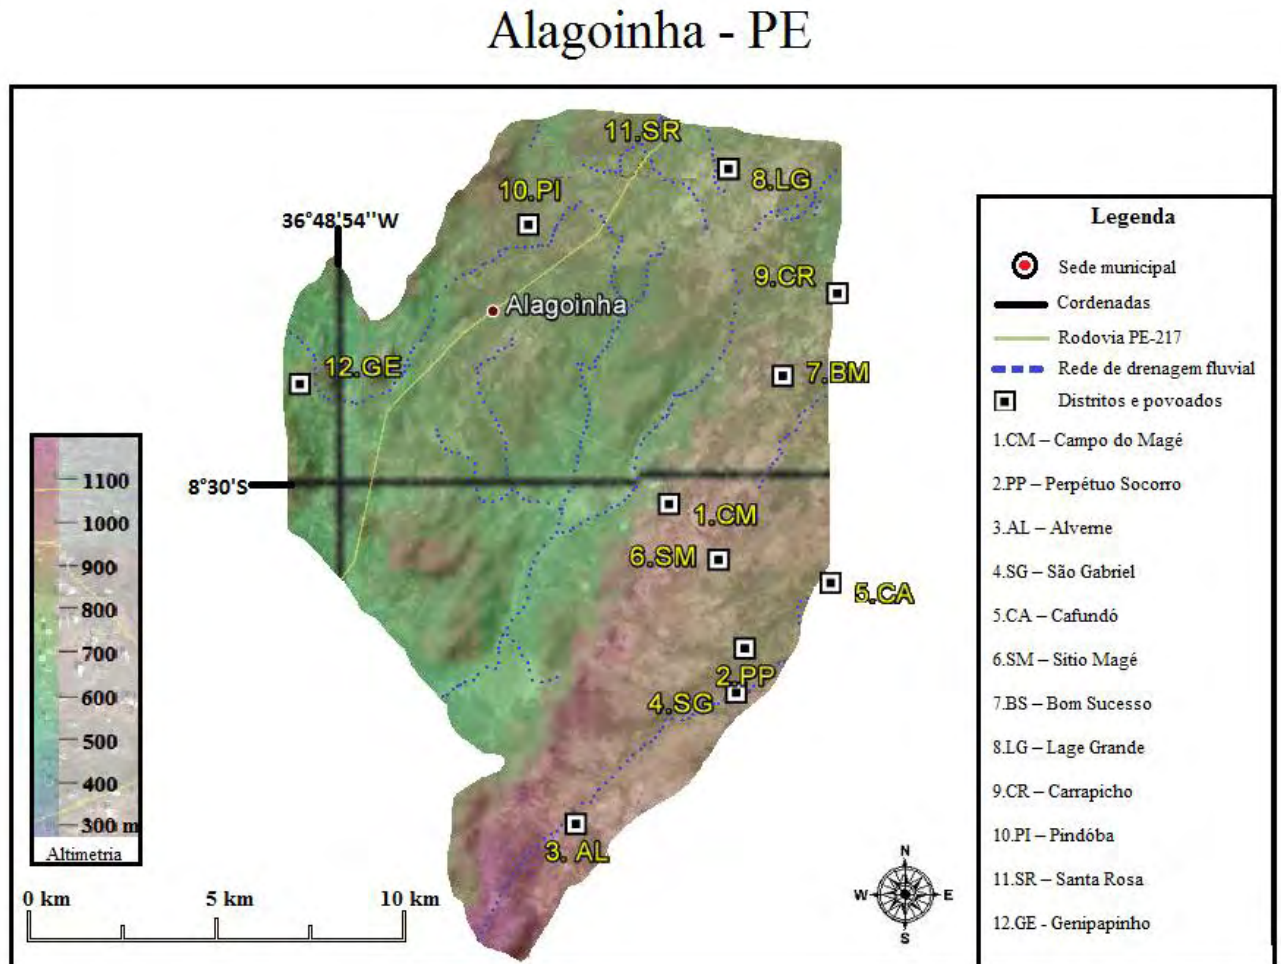 Alagoinha - PE
11.SR
8.LG
10.PI
36°48'54''W
9.CR
Alagoinha
12.GE
7.BM
8°30'S
1.CM
6.SM
5.CA
2.PP
4.SG
3. AL
1100
1000
900
800
700
600
500
400
300 m
Altimetria
0 km 5 km 10 km
N
W E
S
Legenda
Sede municipal
Cordenadas
Rodovia PE-217
Rede de drenagem fluvial
Distritos e povoados
1.CM – Campo do Magé
2.PP – Perpétuo Socorro
3.AL – Alverne
4.SG – São Gabriel
5.CA – Cafundó
6.SM – Sitio Magé
7.BS – Bom Sucesso
8.LG – Lage Grande
9.CR – Carrapicho
10.PI – Pindóba
11.SR – Santa Rosa
12.GE - Genipapinho